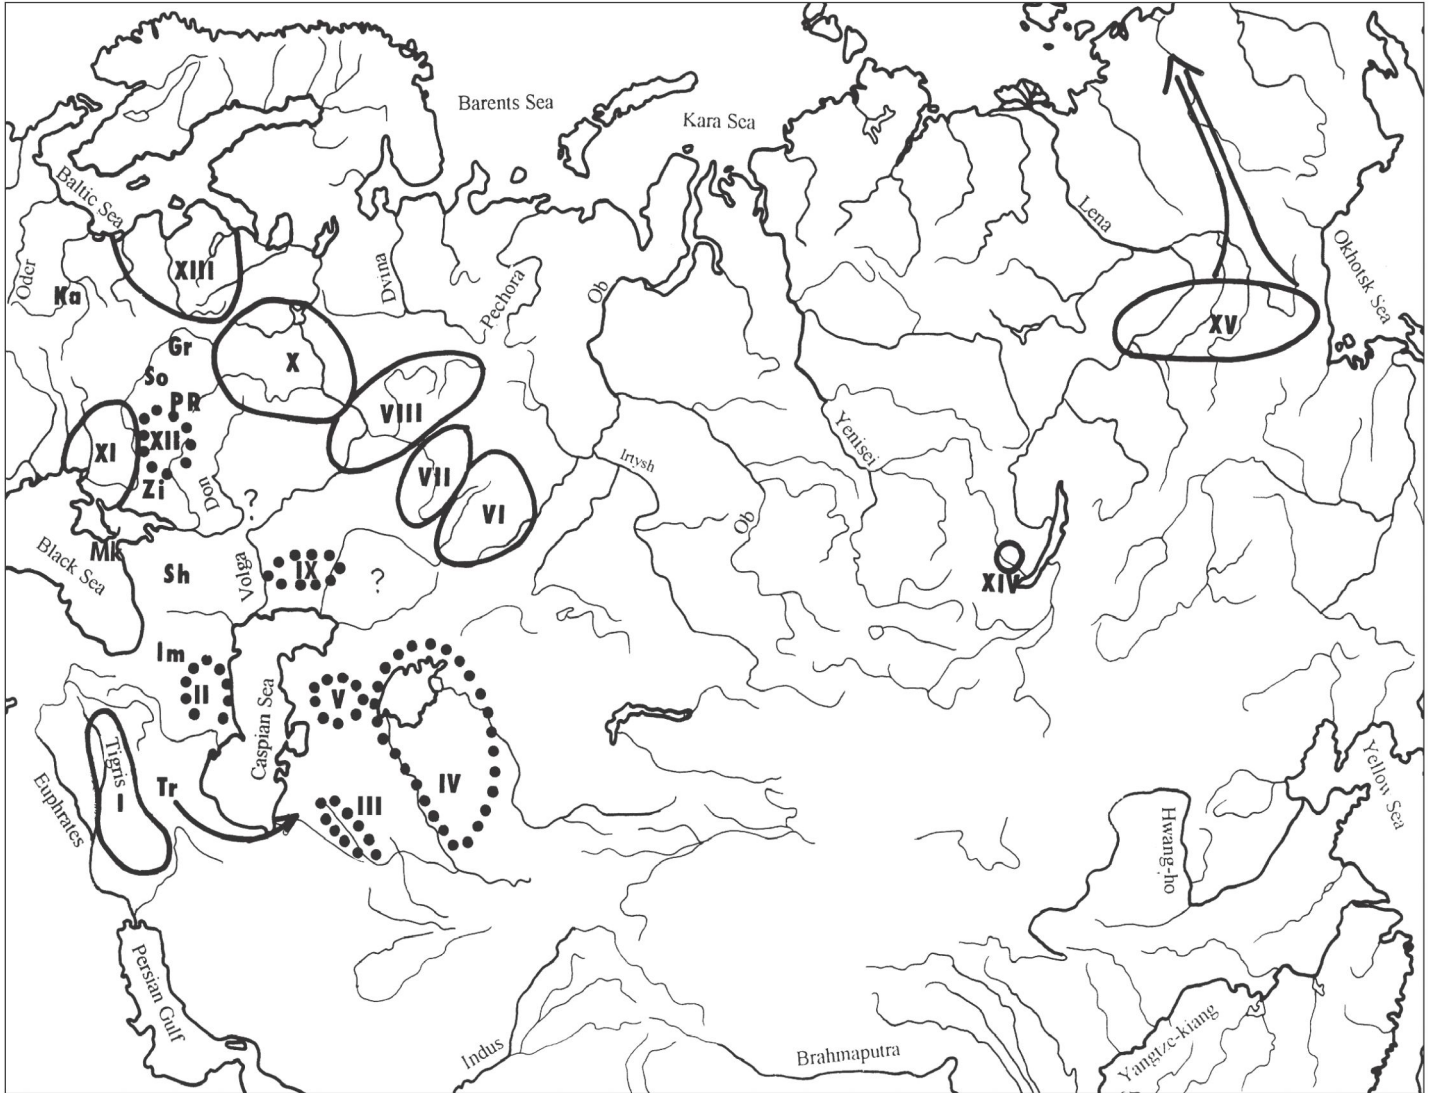 Barents Sea
Kara Sea
Baltic Sea
Lena
Oder
Ka
XIII
Dvina
Pechora
Ob
Okhotsk Sea
XV
Gr
X
So
PR
VIII
XI
XII
Yenisei
Irtysh
VII
Zi
Don
?
VI
Ob
Black Sea
Mk
Sh
Volga
IX
?
XIV
Im
II
V
Caspian Sea
Tigris
I
Euphrates
Tr
III
IV
Yellow Sea
Hwang-ho
Persian Gulf
Indus
Brahmaputra
Yangtze-kiang